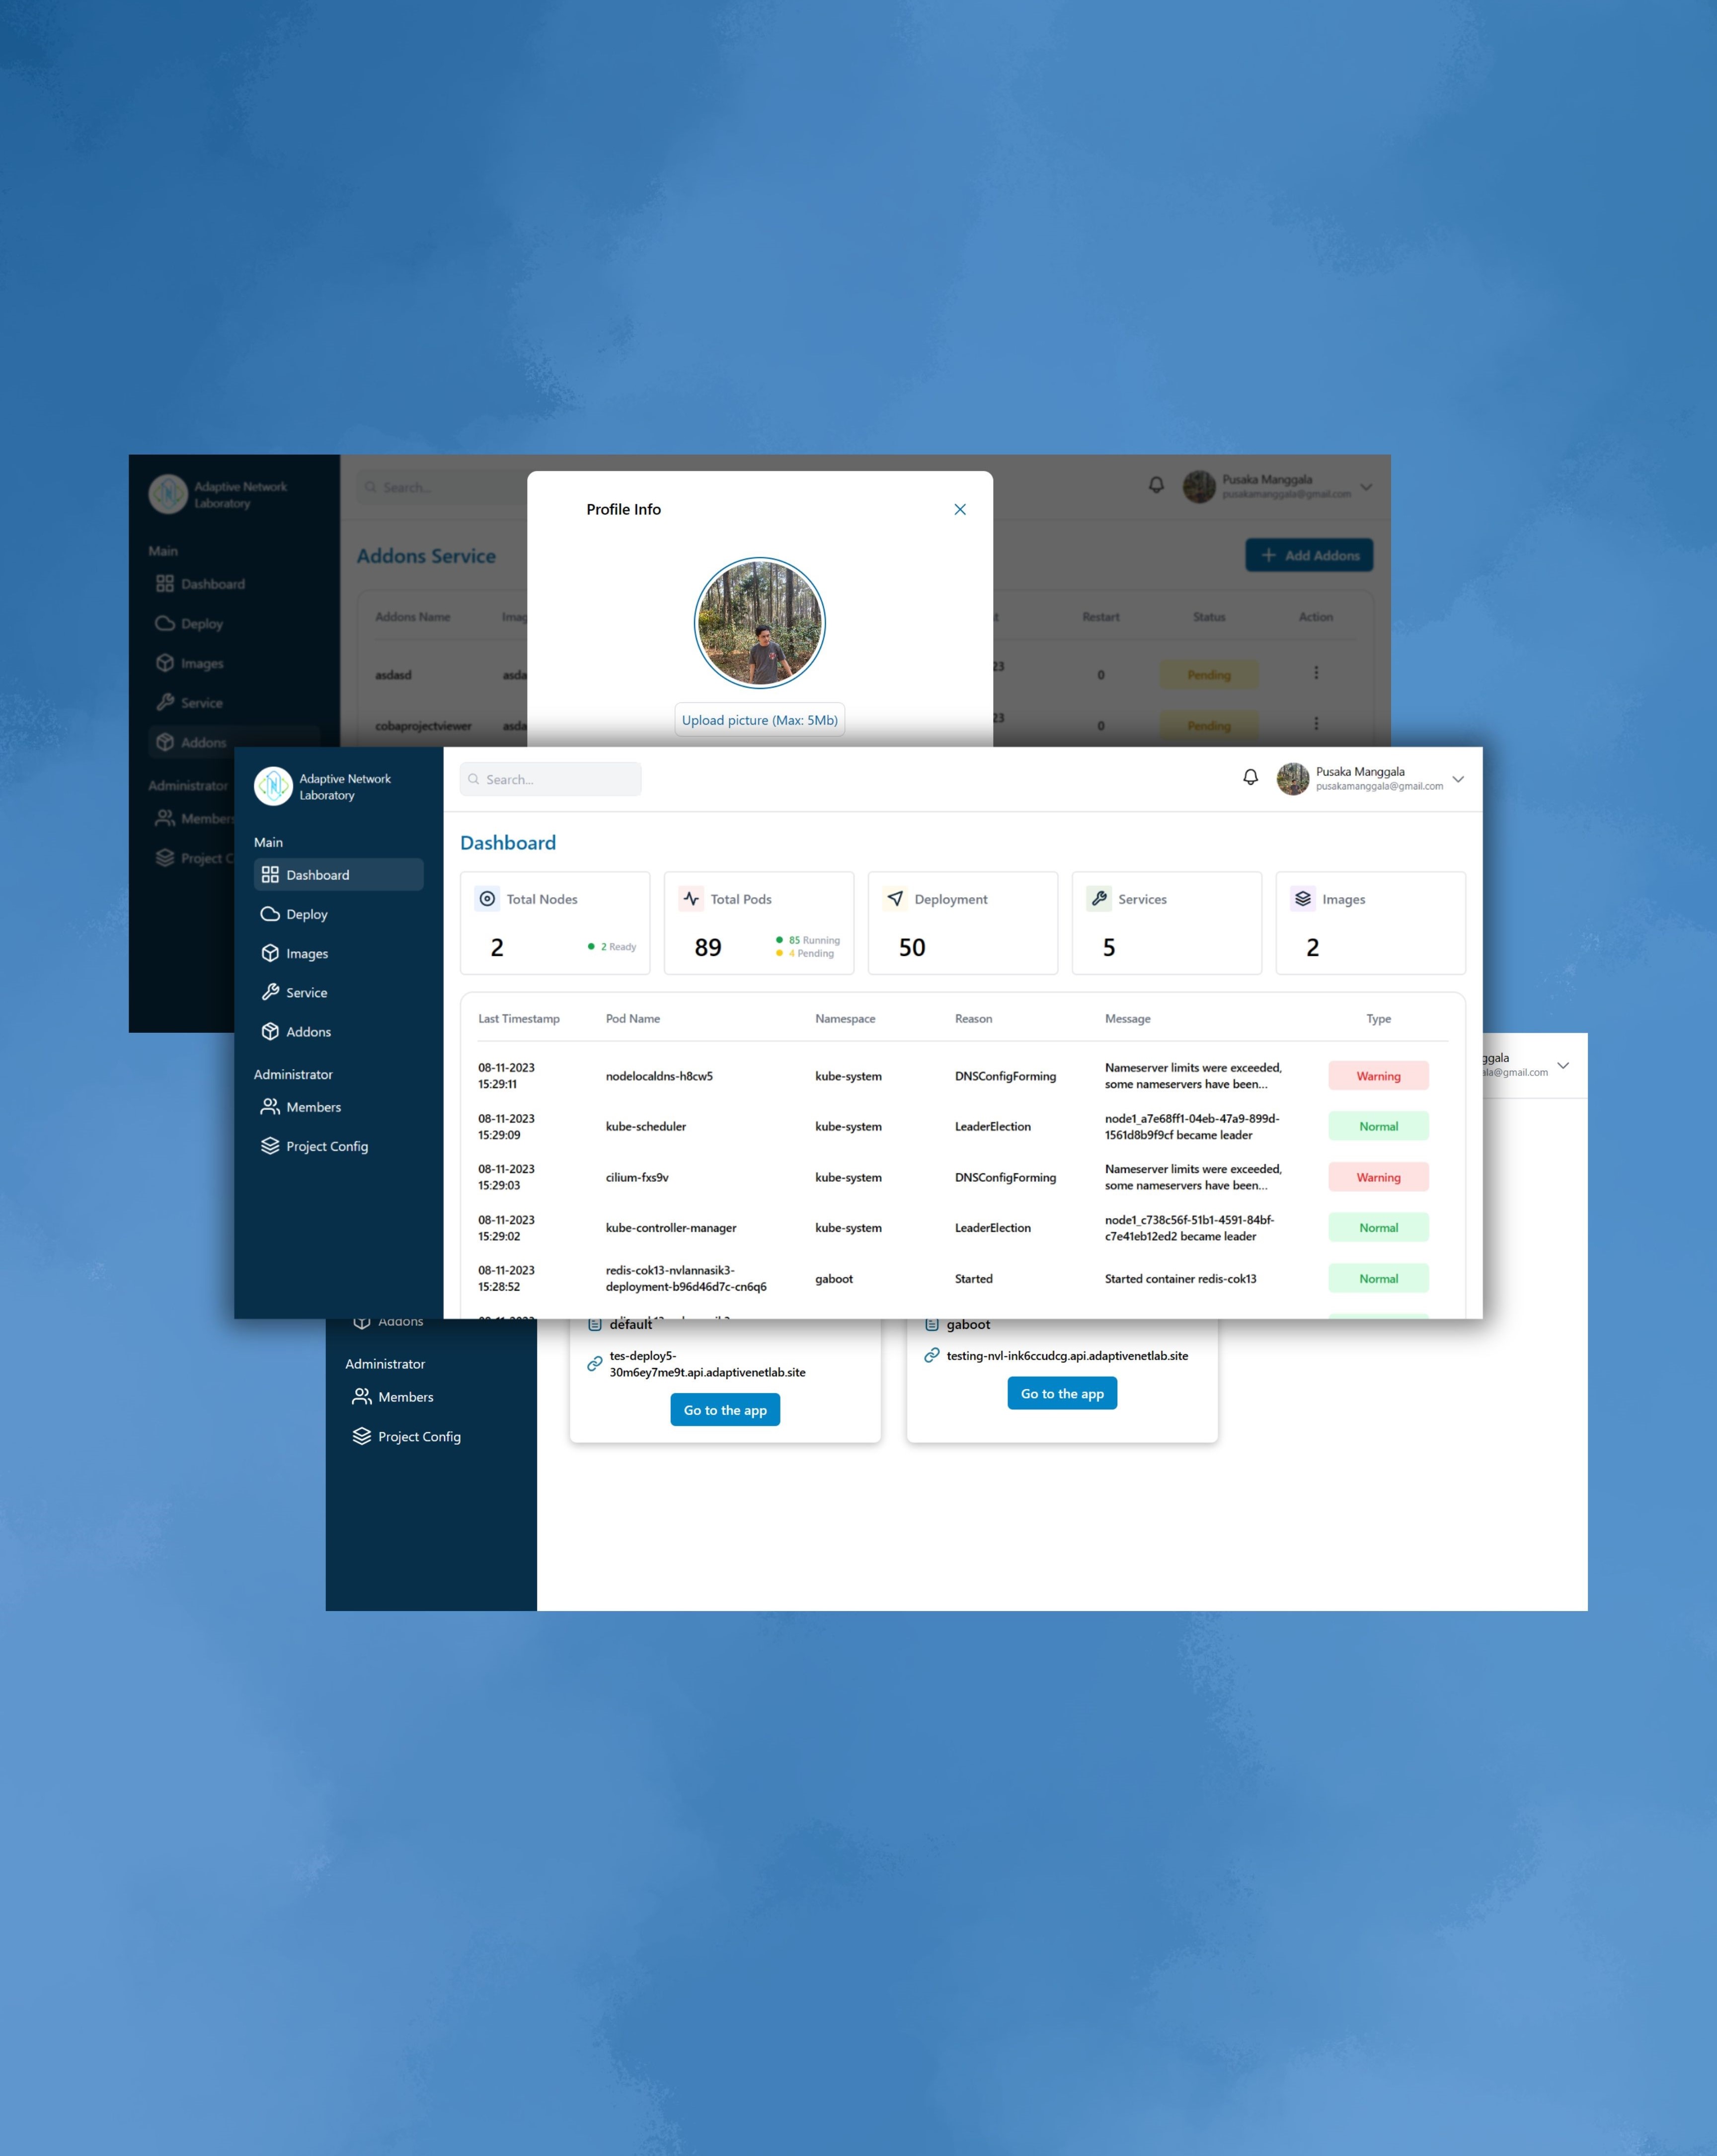 Adaptive Network
Laboratory
Search...
Pusaka Manggala
pusakamanggala@gmail.com
Main
Dashboard
Deploy
Images
Service
Addons
Administrator
Members
Project C
Addons Service
Add Addons
Addons Name
Imag
t
Restart
Status
Action
asdasd
asda
23
0
Pending
cobaprojectviewer
asda
23
0
Pending
Profile Info
Upload picture (Max: 5Mb)
Adaptive Network
Laboratory
Search...
Pusaka Manggala
pusakamanggala@gmail.com
Main
Dashboard
Deploy
Images
Service
Addons
Administrator
Members
Project Config
Dashboard
Total Nodes
2
2 Ready
Total Pods
89
85 Running
4 Pending
Deployment
50
Services
5
Images
2
Last Timestamp
Pod Name
Namespace
Reason
Message
Type
08-11-2023
15:29:11
nodelocaldns-h8cw5
kube-system
DNSConfigForming
Nameserver limits were exceeded,
some nameservers have been...
Warning
08-11-2023
15:29:09
kube-scheduler
kube-system
LeaderElection
node1_a7e68ff1-04eb-47a9-899d-
1561d8b9f9cf became leader
Normal
08-11-2023
15:29:03
cilium-fxs9v
kube-system
DNSConfigForming
Nameserver limits were exceeded,
some nameservers have been...
Warning
08-11-2023
15:29:02
kube-controller-manager
kube-system
LeaderElection
node1_c738c56f-51b1-4591-84bf-
c7e41eb12ed2 became leader
Normal
08-11-2023
15:28:52
redis-cok13-nvlannasik3-
deployment-b96d46d7c-cn6q6
gaboot
Started
Started container redis-cok13
Normal
ggala
ala@gmail.com
Addons
Administrator
Members
Project Config
default
tes-deploy5-
30m6ey7me9t.api.adaptivenetlab.site
Go to the app
gaboot
testing-nvl-ink6ccudcg.api.adaptivenetlab.site
Go to the app